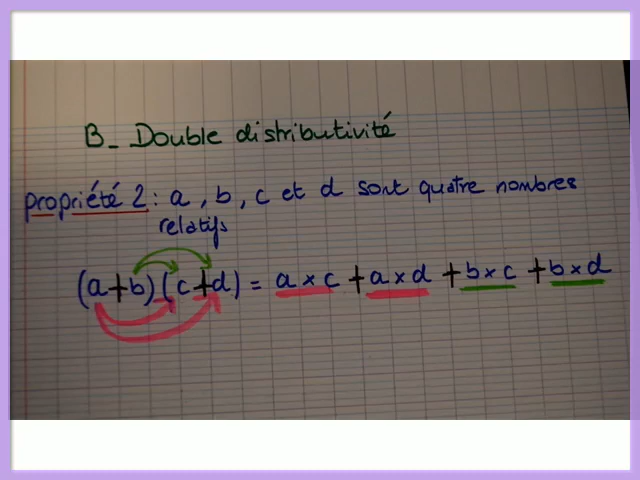 B_ Double distributivité
propriété 2 : a, b, c et d sont quatre nombres
relatifs
(a+b)(c+d) = a×c + a×d + b×c + b×d